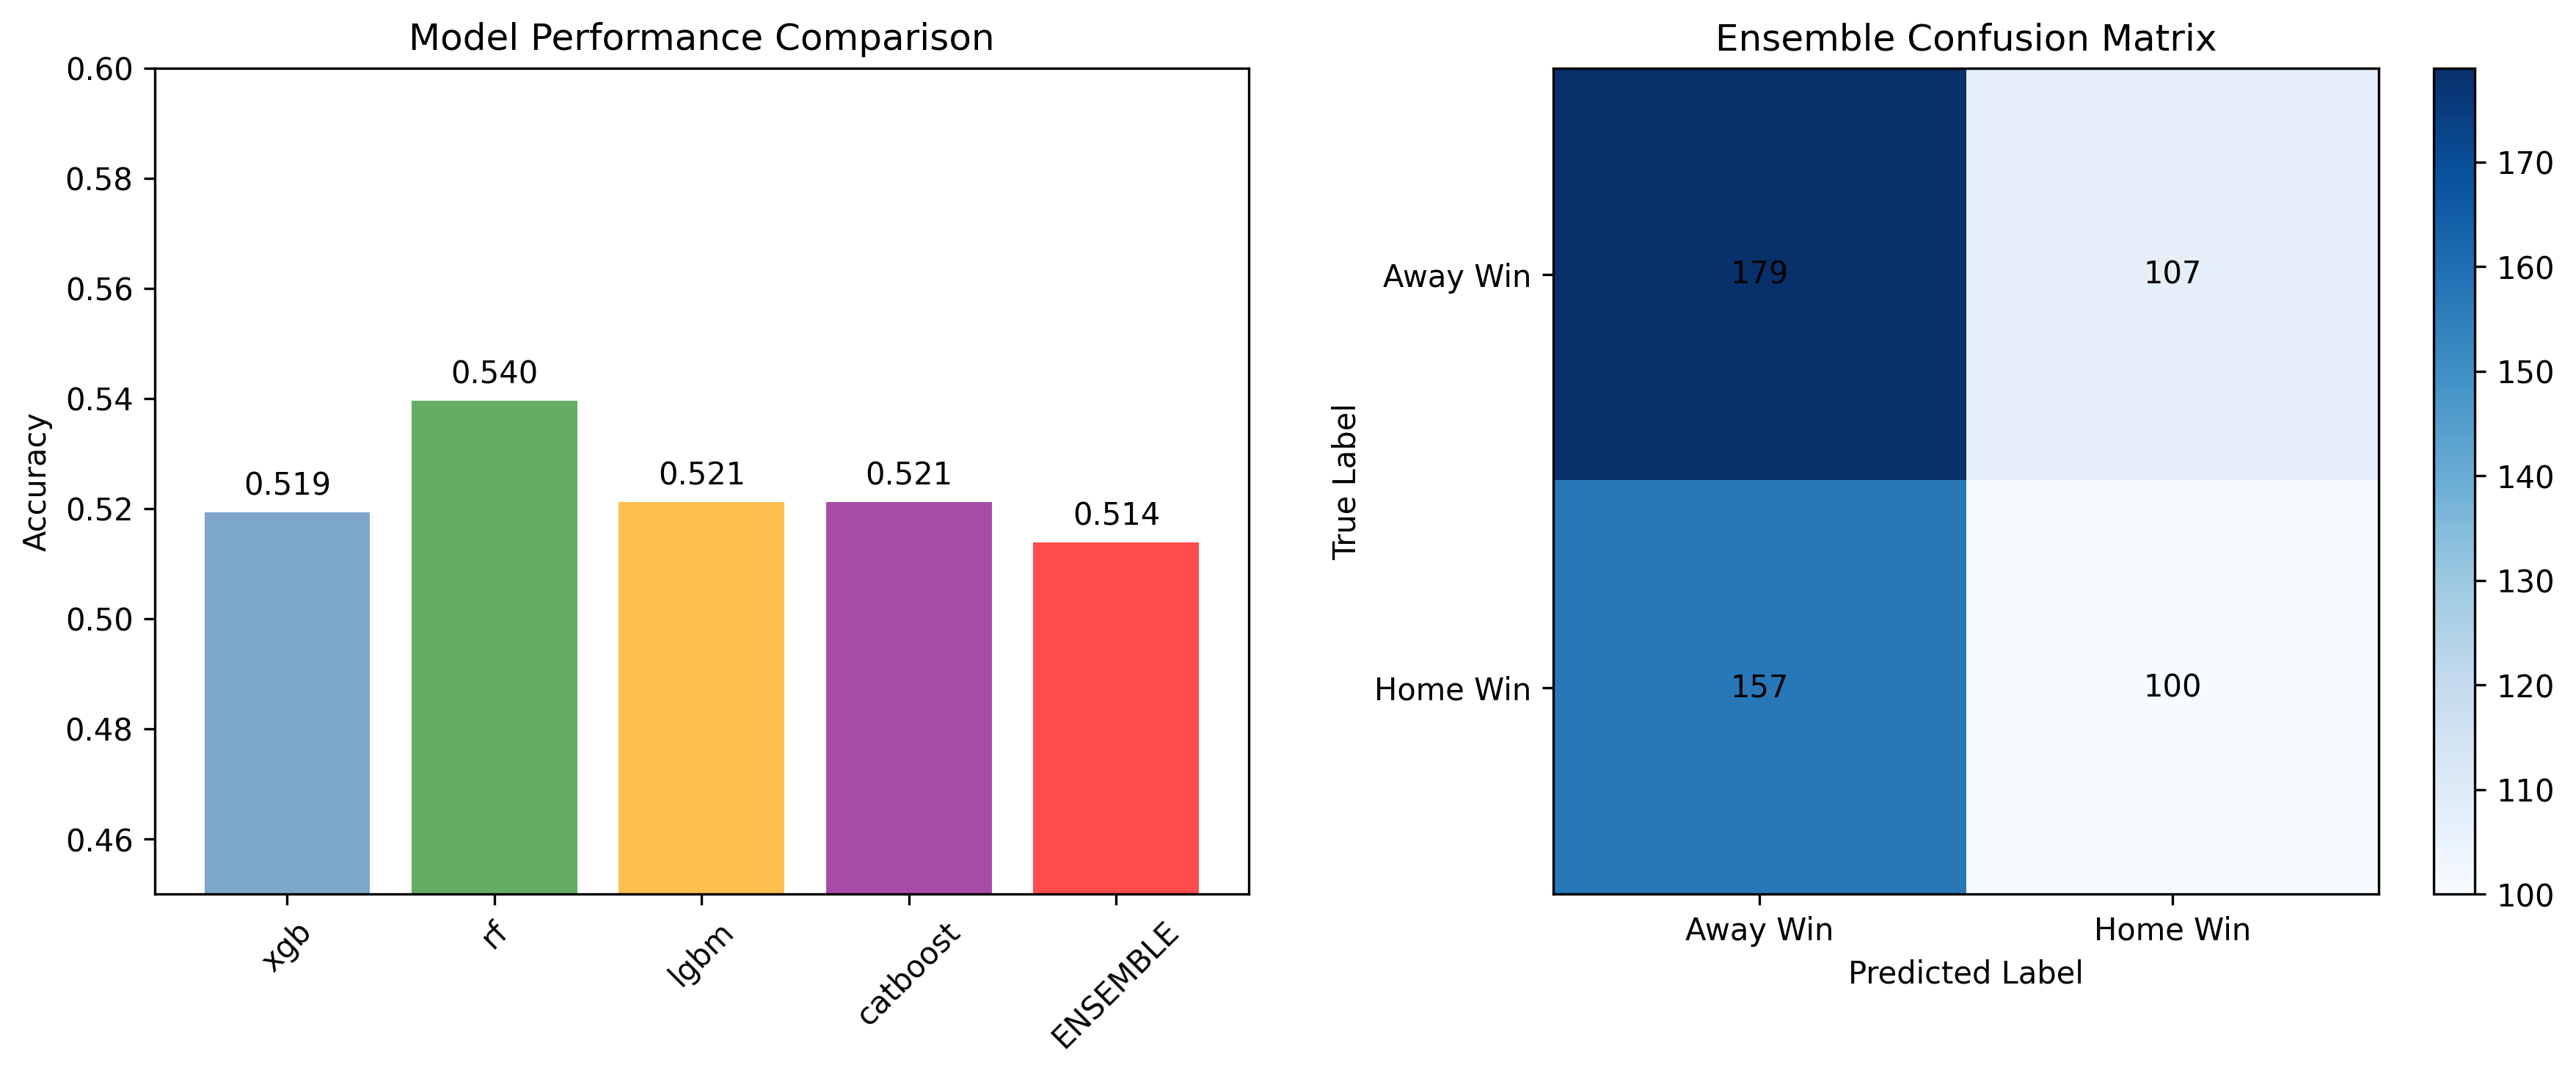 Model Performance Comparison
0.60
0.58
0.56
0.54
0.52
0.50
0.48
0.46
Accuracy
0.519
0.540
0.521
0.521
0.514
xgb
rf
lgbm
catboost
ENSEMBLE
Ensemble Confusion Matrix
True Label
Away Win
Home Win
179
107
157
100
Away Win
Home Win
Predicted Label
170
160
150
140
130
120
110
100